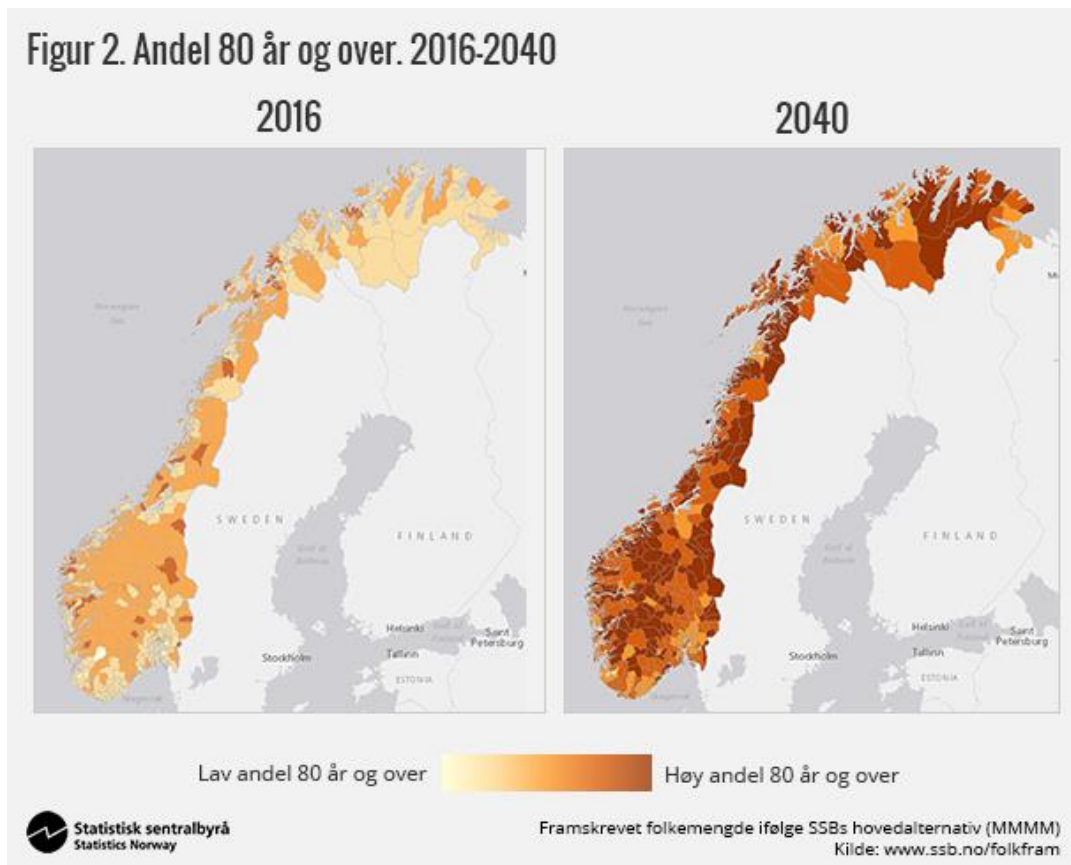 Figur 2. Andel 80 år og over. 2016-2040
2016
2040
SWEDEN
FINLAND
Helsinki
Saint
Petersburg
Stockholm
Tallinn
ESTONIA
SWEDEN
FINLAND
Helsinki
Saint
Petersburg
Stockholm
Tallinn
ESTONIA
Lav andel 80 år og over
Høy andel 80 år og over
Statistisk sentralbyrå
Statistics Norway
Framskrevet folkemengde ifølge SSBs hovedalternativ (MMMM)
Kilde: www.ssb.no/folkfram